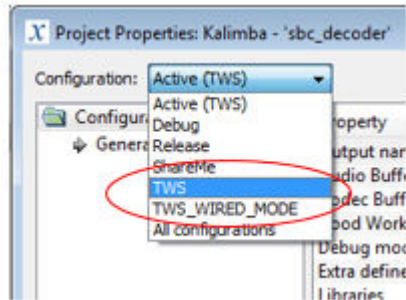 Project Properties: Kalimba - 'sbc_decoder'
Configuration: Active (TWS)
Active (TWS)
Debug
Release
ShareMe
TWS
TWS_WIRED_MODE
All configurations
Configura
Genera
roperty
utput nar
udio Buff
odec Buff
ood Work
Debug mod
Extra define
Libraries